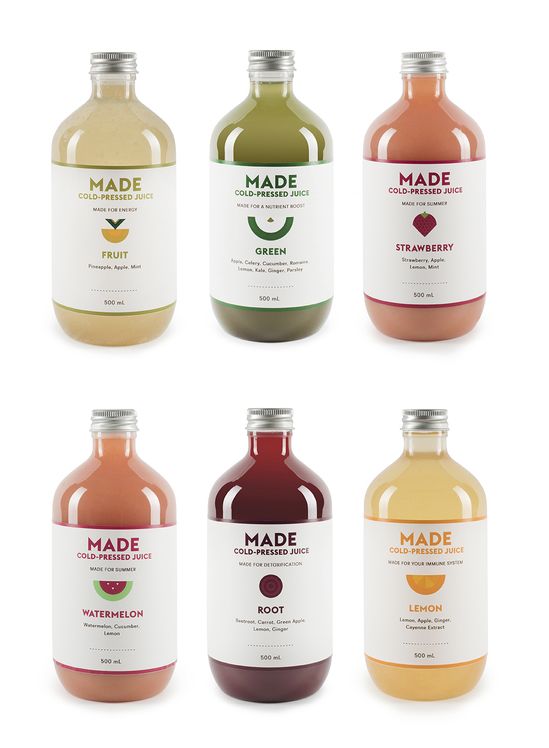 MADE
COLD-PRESSED JUICE
MADE FOR ENERGY
FRUIT
Pineapple, Apple, Mint
500 mL
MADE
COLD-PRESSED JUICE
MADE FOR A NUTRIENT BOOST
GREEN
Apple, Celery, Cucumber, Romaine
Lemon, Kale, Ginger, Parsley
500 mL
MADE
COLD-PRESSED JUICE
MADE FOR SUMMER
STRAWBERRY
Strawberry, Apple,
Lemon, Mint
500 mL
MADE
COLD-PRESSED JUICE
MADE FOR SUMMER
WATERMELON
Watermelon, Cucumber,
Lemon
500 mL
MADE
COLD-PRESSED JUICE
MADE FOR DETOXIFICATION
ROOT
Beetroot, Carrot, Green Apple,
Lemon, Ginger
500 mL
MADE
COLD-PRESSED JUICE
MADE FOR YOUR IMMUNE SYSTEM
LEMON
Lemon, Apple, Ginger,
Cayenne Extract
500 mL